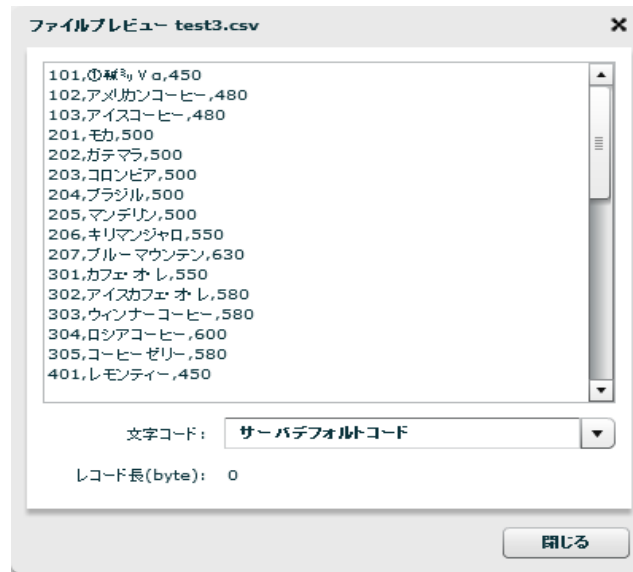 ファイルプレビュー test3.csv
102,アメリカンコーヒー,480
103,アイスコーヒー,480
201,モカ,500
202,ガテマラ,500
203,コロンビア,500
204,ブラジル,500
205,マンデリン,500
206,キリマンジャロ,550
207,ブルーマウンテン,630
301,カフェ・オ・レ,550
302,アイスカフェ・オ・レ,580
303,ウィンナーコーヒー,580
304,ロシアコーヒー,600
305,コーヒーゼリー,580
401,レモンティー,450
文字コード： サーバデフォルトコード
レコード長(byte)： 0
閉じる